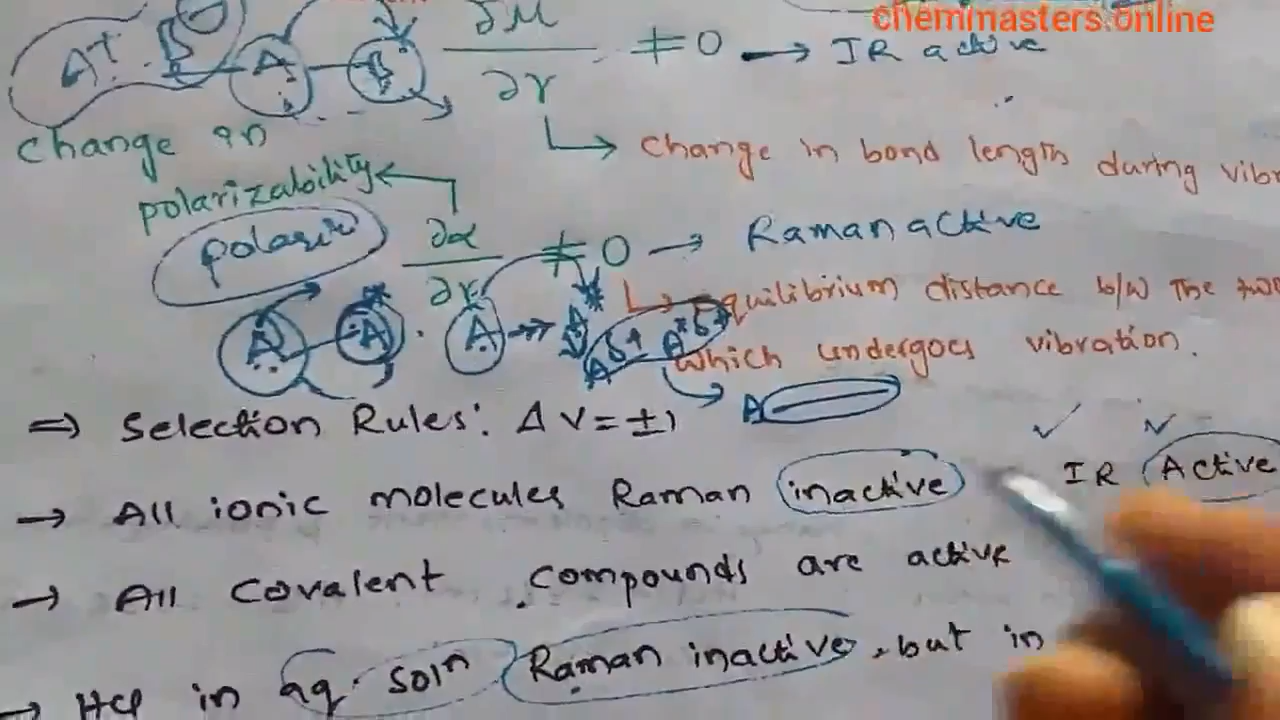 chemmasters.online
A+ B⊖ A B ∂μ/∂r ≠ 0 → IR active
change in
↳ change in bond length during vibr
polarizability ←
polariz ∂α/∂r ≠ 0 → Raman active
↳ equilibrium distance b/w The two
A A* . A → A Aδ+ A*δ+ which undergoes vibration.
⇒ Selection Rules: ΔV = ±1 A
→ All ionic molecules Raman inactive IR Active
→ All Covalent compounds are active
→ HCl in aq. soln Raman inactive, but in